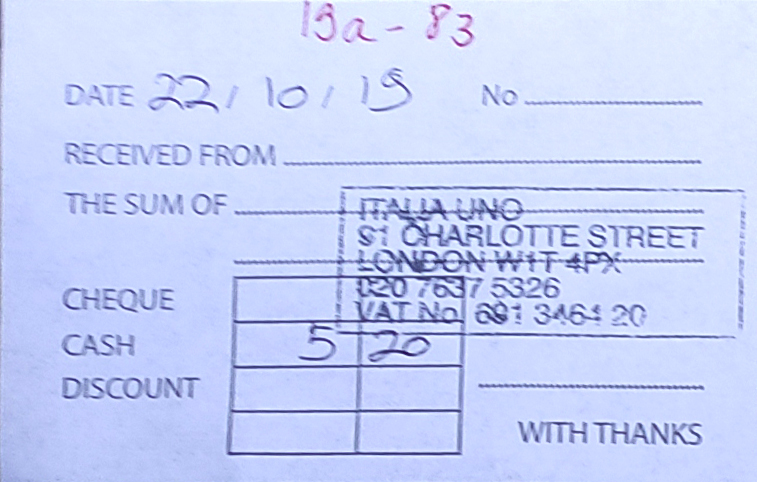 19a - 83
DATE 22/10/19 No
RECEIVED FROM
THE SUM OF
ITALIA UNO
91 CHARLOTTE STREET
LONDON W1T 4PX
020 7637 5326
VAT No 691 3464 20
CHEQUE
CASH 5 20
DISCOUNT
WITH THANKS